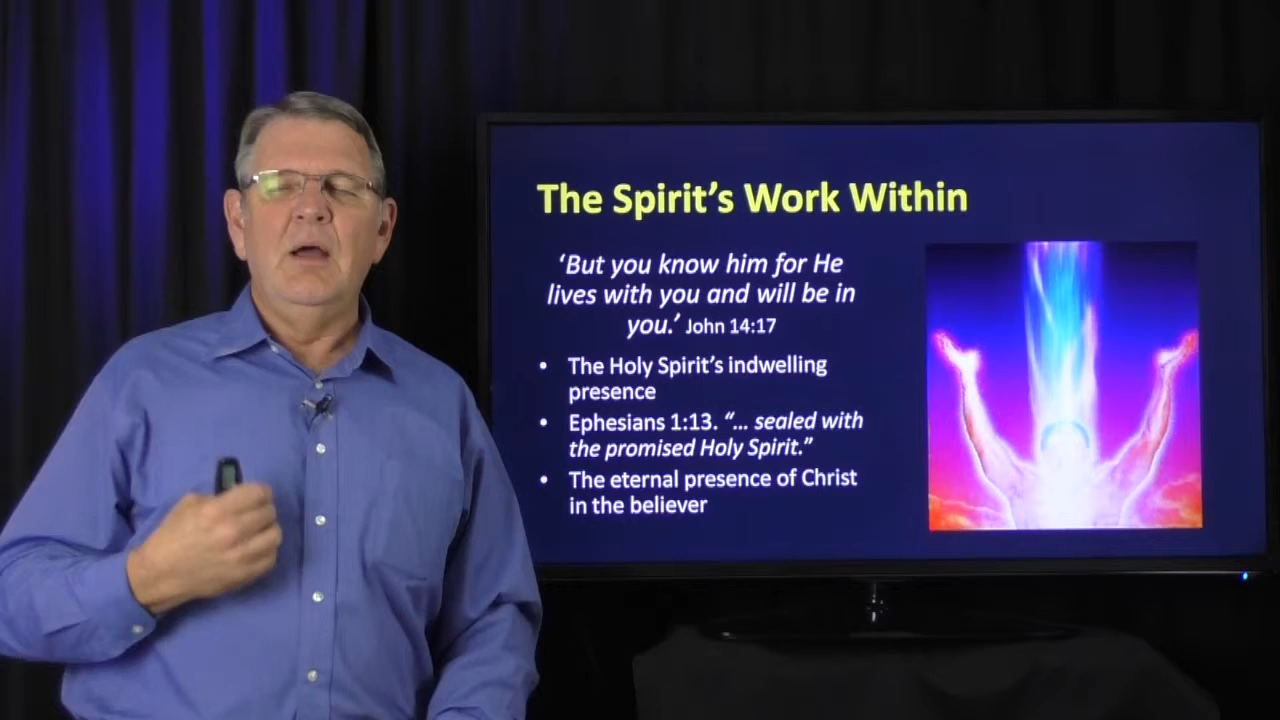 The Spirit’s Work Within
‘But you know him for He
lives with you and will be in
you.’ John 14:17
• The Holy Spirit’s indwelling
presence
• Ephesians 1:13. “... sealed with
the promised Holy Spirit.”
• The eternal presence of Christ
in the believer